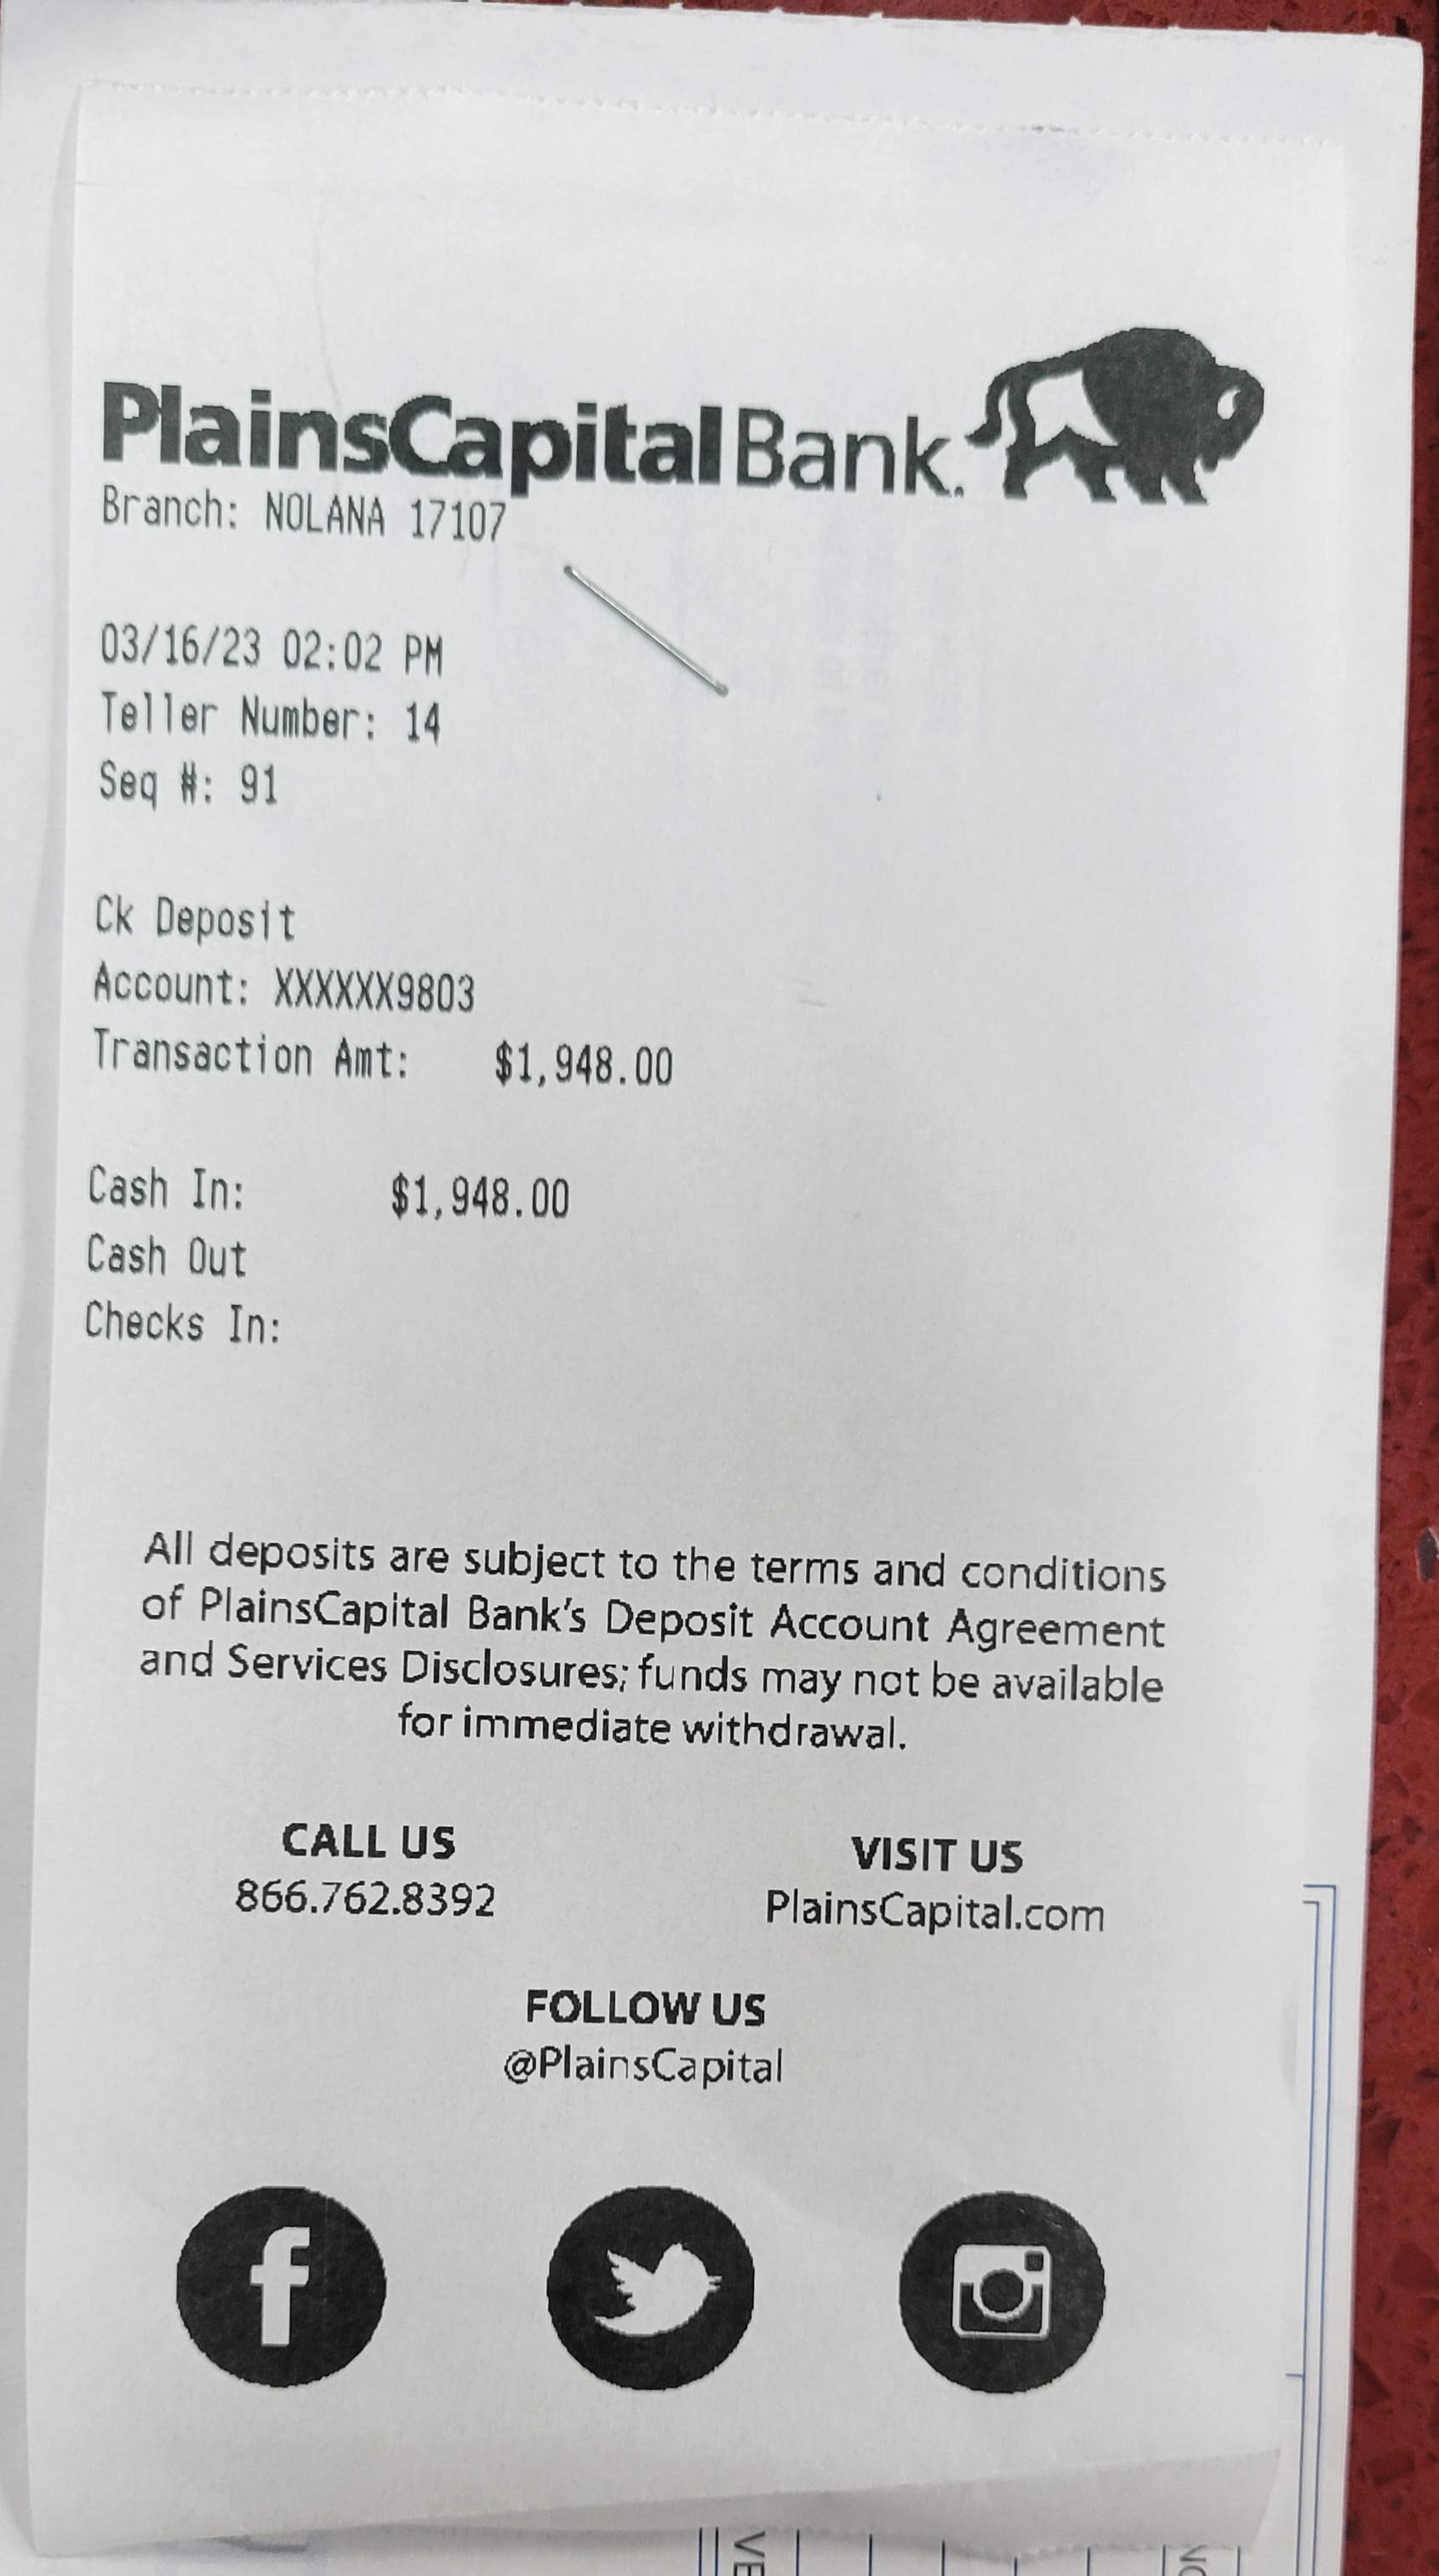 PlainsCapital Bank.
Branch: NOLANA 17107
03/16/23 02:02 PM
Teller Number: 14
Seq #: 91
Ck Deposit
Account: XXXXXX9803
Transaction Amt: $1,948.00
Cash In: $1,948.00
Cash Out
Checks In:
All deposits are subject to the terms and conditions
of PlainsCapital Bank's Deposit Account Agreement
and Services Disclosures; funds may not be available
for immediate withdrawal.
CALL US
866.762.8392
VISIT US
PlainsCapital.com
FOLLOW US
@PlainsCapital